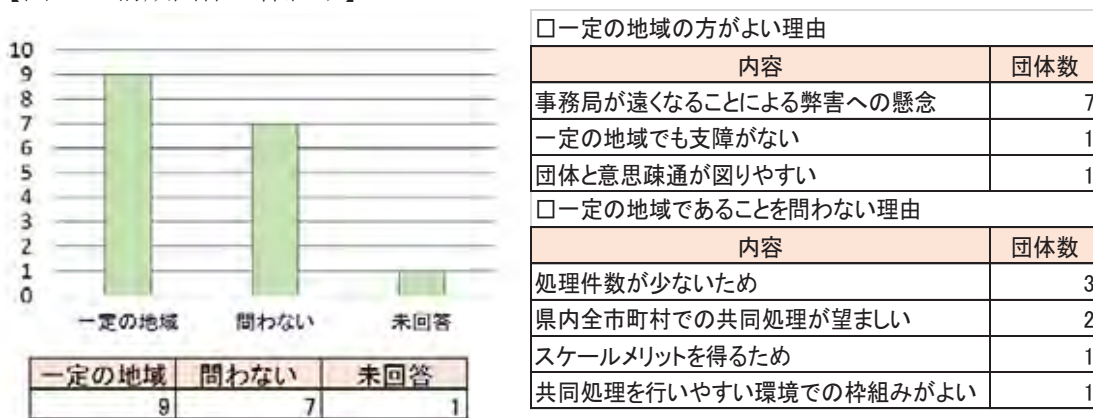 10
9
8
7
6
5
4
3
2
1
0
一定の地域 問わない 未回答
一定の地域 問わない 未回答
9 7 1
□一定の地域の方がよい理由
内容 団体数
事務局が遠くなることによる弊害への懸念 7
一定の地域でも支障がない 1
団体と意思疎通が図りやすい 1
□一定の地域であることを問わない理由
内容 団体数
処理件数が少ないため 3
県内全市町村での共同処理が望ましい 2
スケールメリットを得るため 1
共同処理を行いやすい環境での枠組みがよい 1